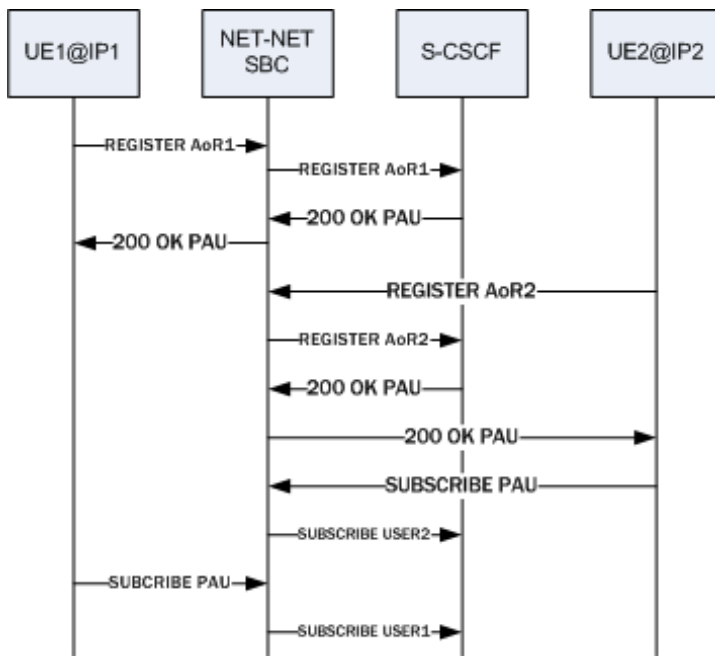 UE1@IP1
NET-NET
SBC
S-CSCF
UE2@IP2
REGISTER AoR1
REGISTER AoR1
200 OK PAU
200 OK PAU
REGISTER AoR2
REGISTER AoR2
200 OK PAU
200 OK PAU
SUBSCRIBE PAU
SUBSCRIBE USER2
SUBCRIBE PAU
SUBSCRIBE USER1